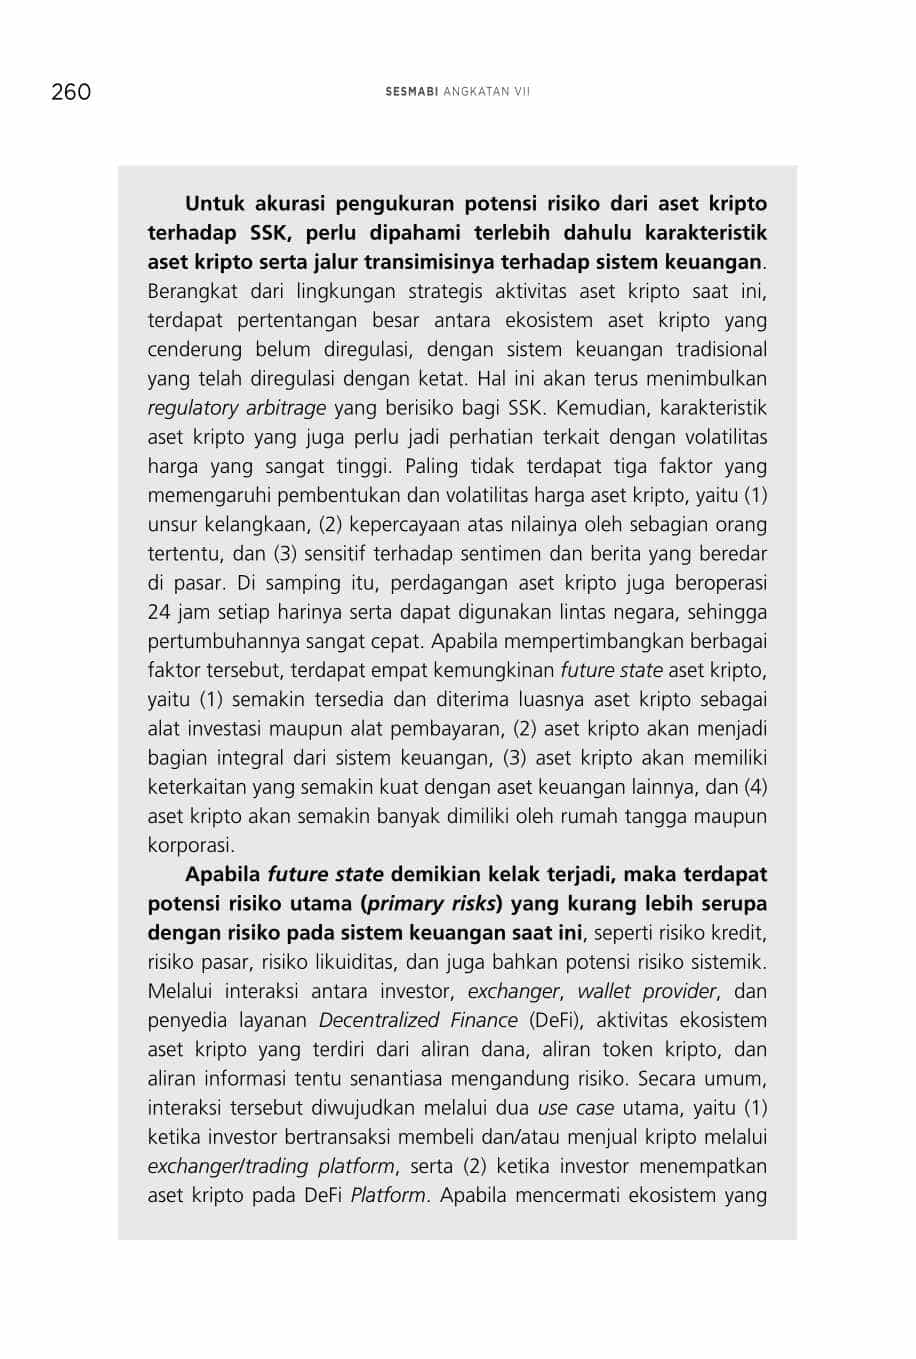 260
SESMABI ANGKATAN VII
Untuk akurasi pengukuran potensi risiko dari aset kripto
terhadap SSK, perlu dipahami terlebih dahulu karakteristik
aset kripto serta jalur transimisinya terhadap sistem keuangan.
Berangkat dari lingkungan strategis aktivitas aset kripto saat ini,
terdapat pertentangan besar antara ekosistem aset kripto yang
cenderung belum diregulasi, dengan sistem keuangan tradisional
yang telah diregulasi dengan ketat. Hal ini akan terus menimbulkan
regulatory arbitrage yang berisiko bagi SSK. Kemudian, karakteristik
aset kripto yang juga perlu jadi perhatian terkait dengan volatilitas
harga yang sangat tinggi. Paling tidak terdapat tiga faktor yang
memengaruhi pembentukan dan volatilitas harga aset kripto, yaitu (1)
unsur kelangkaan, (2) kepercayaan atas nilainya oleh sebagian orang
tertentu, dan (3) sensitif terhadap sentimen dan berita yang beredar
di pasar. Di samping itu, perdagangan aset kripto juga beroperasi
24 jam setiap harinya serta dapat digunakan lintas negara, sehingga
pertumbuhannya sangat cepat. Apabila mempertimbangkan berbagai
faktor tersebut, terdapat empat kemungkinan future state aset kripto,
yaitu (1) semakin tersedia dan diterima luasnya aset kripto sebagai
alat investasi maupun alat pembayaran, (2) aset kripto akan menjadi
bagian integral dari sistem keuangan, (3) aset kripto akan memiliki
keterkaitan yang semakin kuat dengan aset keuangan lainnya, dan (4)
aset kripto akan semakin banyak dimiliki oleh rumah tangga maupun
korporasi.
Apabila future state demikian kelak terjadi, maka terdapat
potensi risiko utama (primary risks) yang kurang lebih serupa
dengan risiko pada sistem keuangan saat ini, seperti risiko kredit,
risiko pasar, risiko likuiditas, dan juga bahkan potensi risiko sistemik.
Melalui interaksi antara investor, exchanger, wallet provider, dan
penyedia layanan Decentralized Finance (DeFi), aktivitas ekosistem
aset kripto yang terdiri dari aliran dana, aliran token kripto, dan
aliran informasi tentu senantiasa mengandung risiko. Secara umum,
interaksi tersebut diwujudkan melalui dua use case utama, yaitu (1)
ketika investor bertransaksi membeli dan/atau menjual kripto melalui
exchanger/trading platform, serta (2) ketika investor menempatkan
aset kripto pada DeFi Platform. Apabila mencermati ekosistem yang